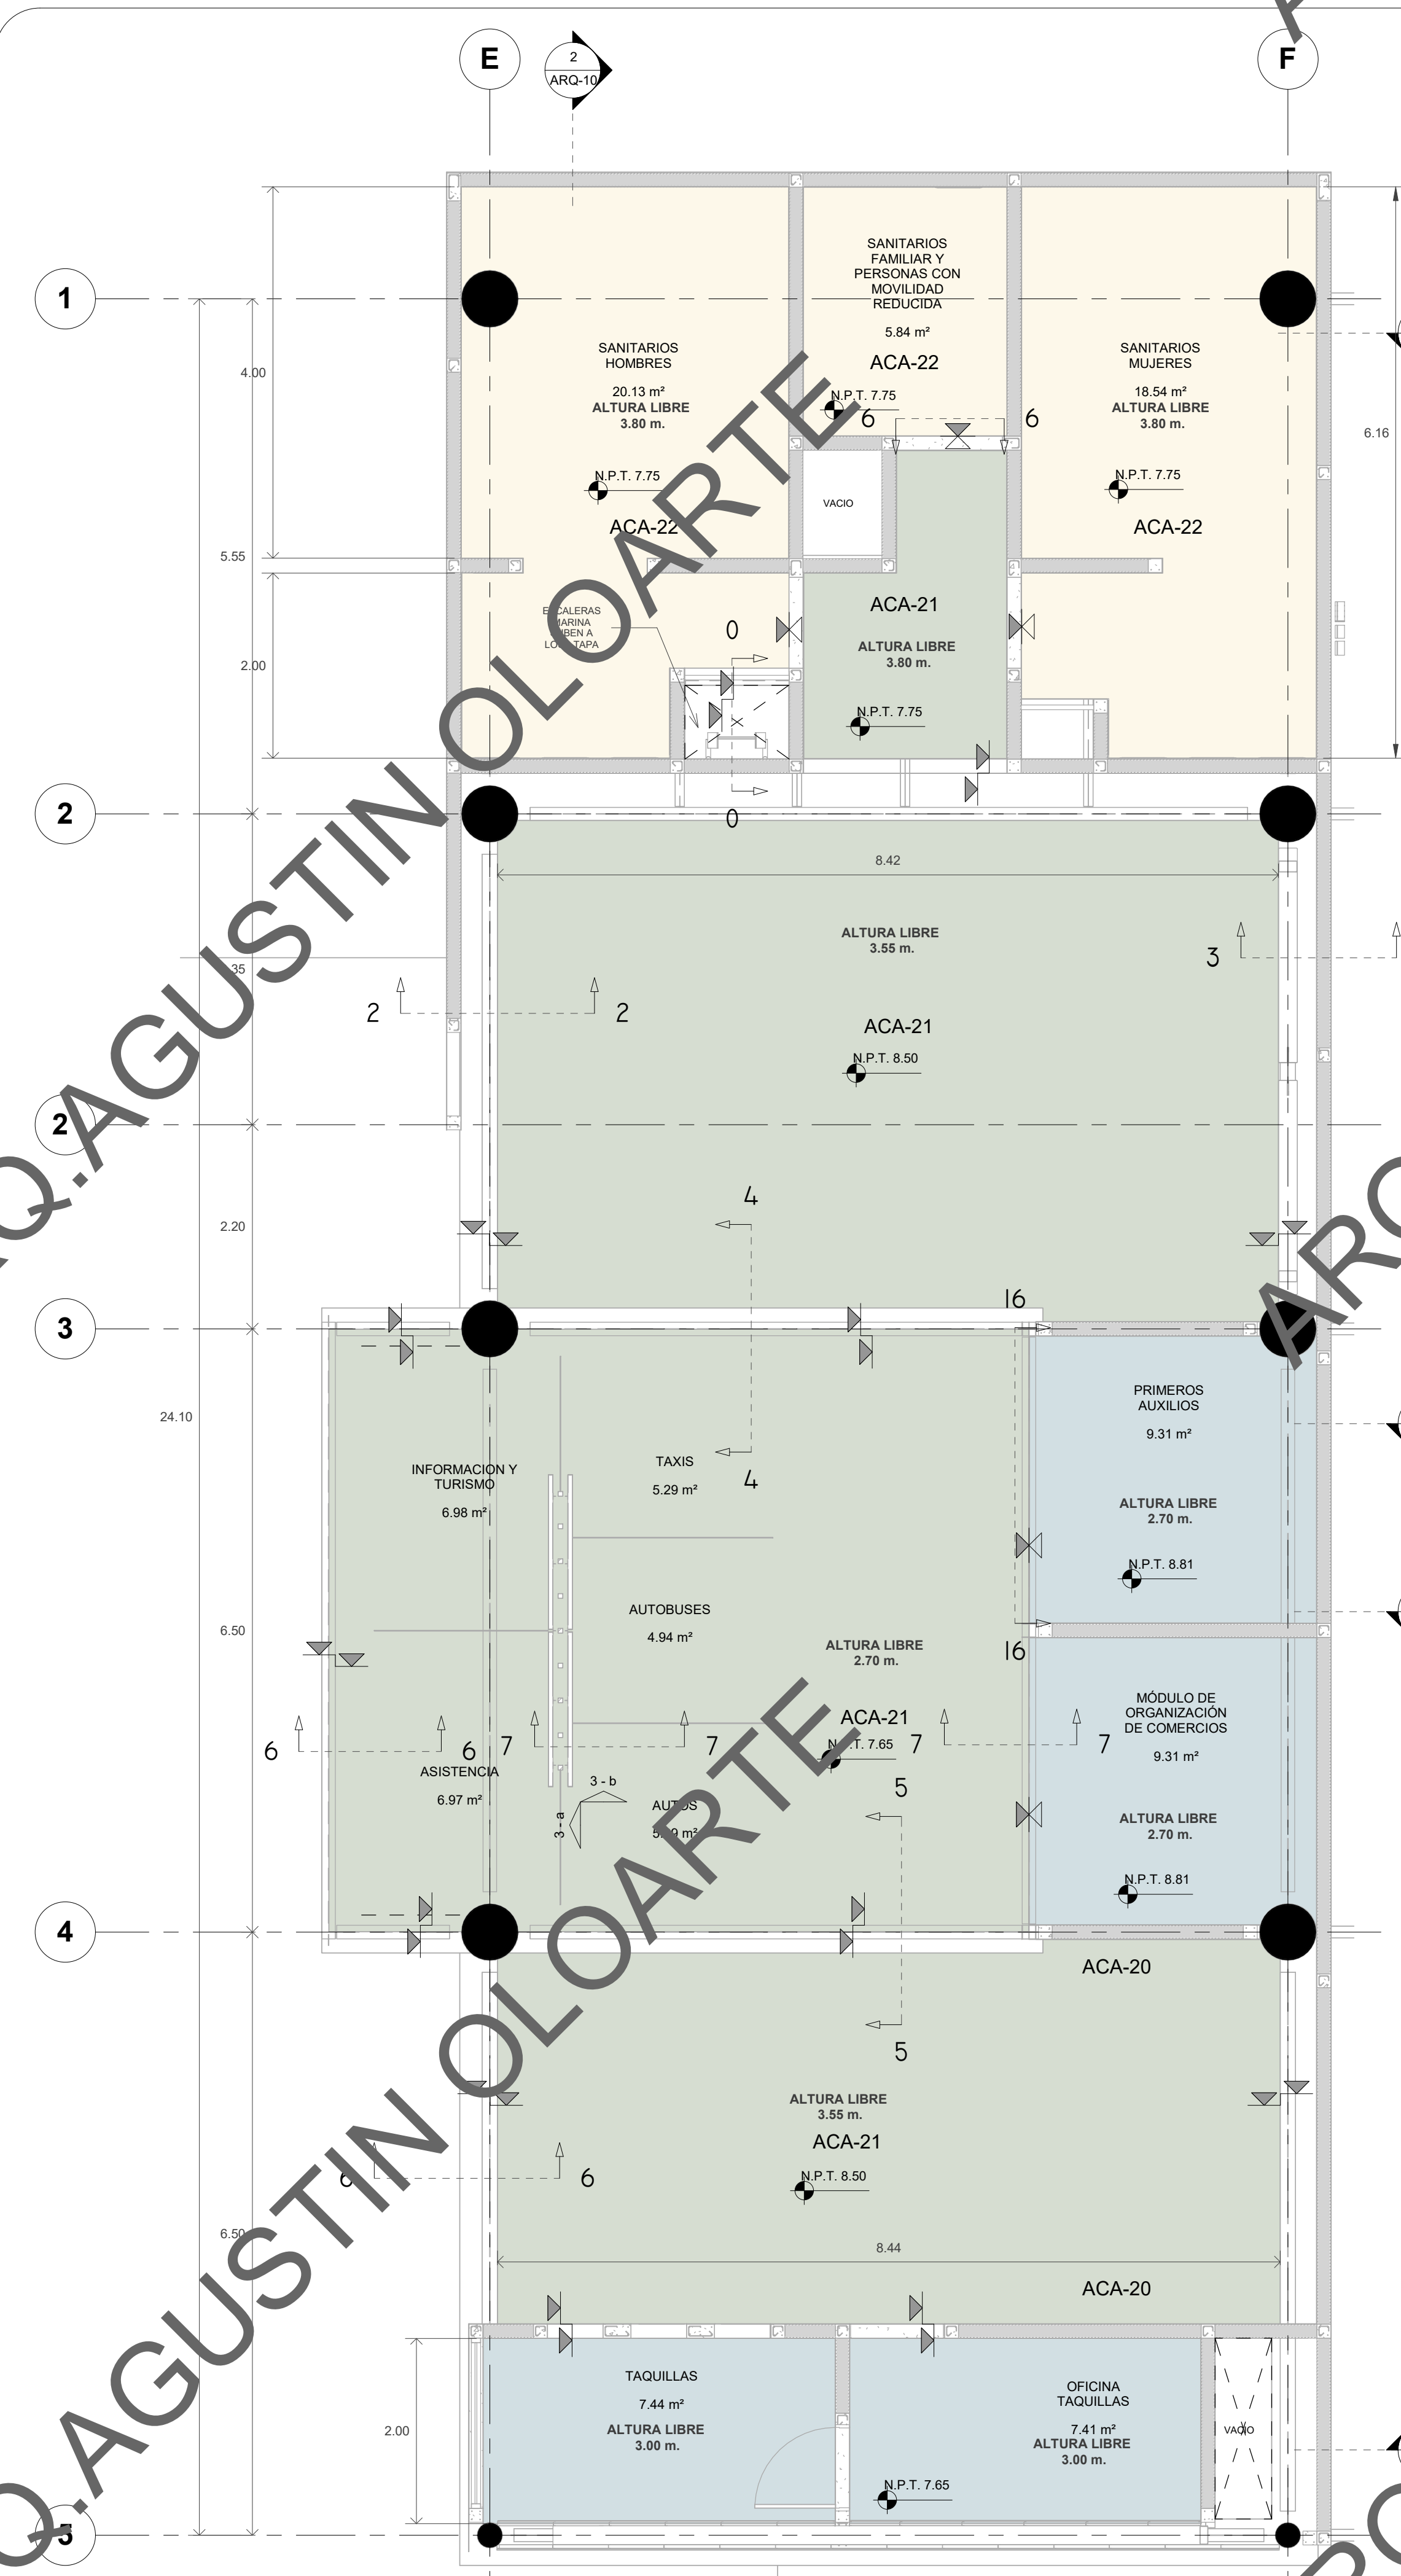 E
2
ARQ-10
F
1
SANITARIOS
FAMILIAR Y
PERSONAS CON
MOVILIDAD
REDUCIDA
5.84 m²
ACA-22
N.P.T. 7.75
6
6
SANITARIOS
HOMBRES
20.13 m²
ALTURA LIBRE
3.80 m.
N.P.T. 7.75
ACA-22
SANITARIOS
MUJERES
18.54 m²
ALTURA LIBRE
3.80 m.
N.P.T. 7.75
ACA-22
4.00
6.16
VACIO
5.55
2.00
MARINA
0
0
ACA-21
ALTURA LIBRE
3.80 m.
N.P.T. 7.75
2
8.42
ALTURA LIBRE
3.55 m.
3
2
2
ACA-21
N.P.T. 8.50
35
2
2.20
4
4
3
16
16
24.10
INFORMACION Y
TURISMO
6.98 m²
TAXIS
5.29 m²
PRIMEROS
AUXILIOS
9.31 m²
ALTURA LIBRE
2.70 m.
N.P.T. 8.81
6.50
AUTOBUSES
4.94 m²
ALTURA LIBRE
2.70 m.
ACA-21
N.P.T. 7.65
MÓDULO DE
ORGANIZACIÓN
DE COMERCIOS
9.31 m²
ALTURA LIBRE
2.70 m.
N.P.T. 8.81
6
6
7
7
7
7
ASISTENCIA
6.97 m²
3 - b
3 - a
AUTOS
5
5
4
ACA-20
ALTURA LIBRE
3.55 m.
ACA-21
N.P.T. 8.50
6
6
6.50
8.44
ACA-20
TAQUILLAS
7.44 m²
ALTURA LIBRE
3.00 m.
OFICINA
TAQUILLAS
7.41 m²
ALTURA LIBRE
3.00 m.
VACIO
2.00
N.P.T. 7.65
5
AGUSTIN OLOARTE
AGUSTIN OLOARTE